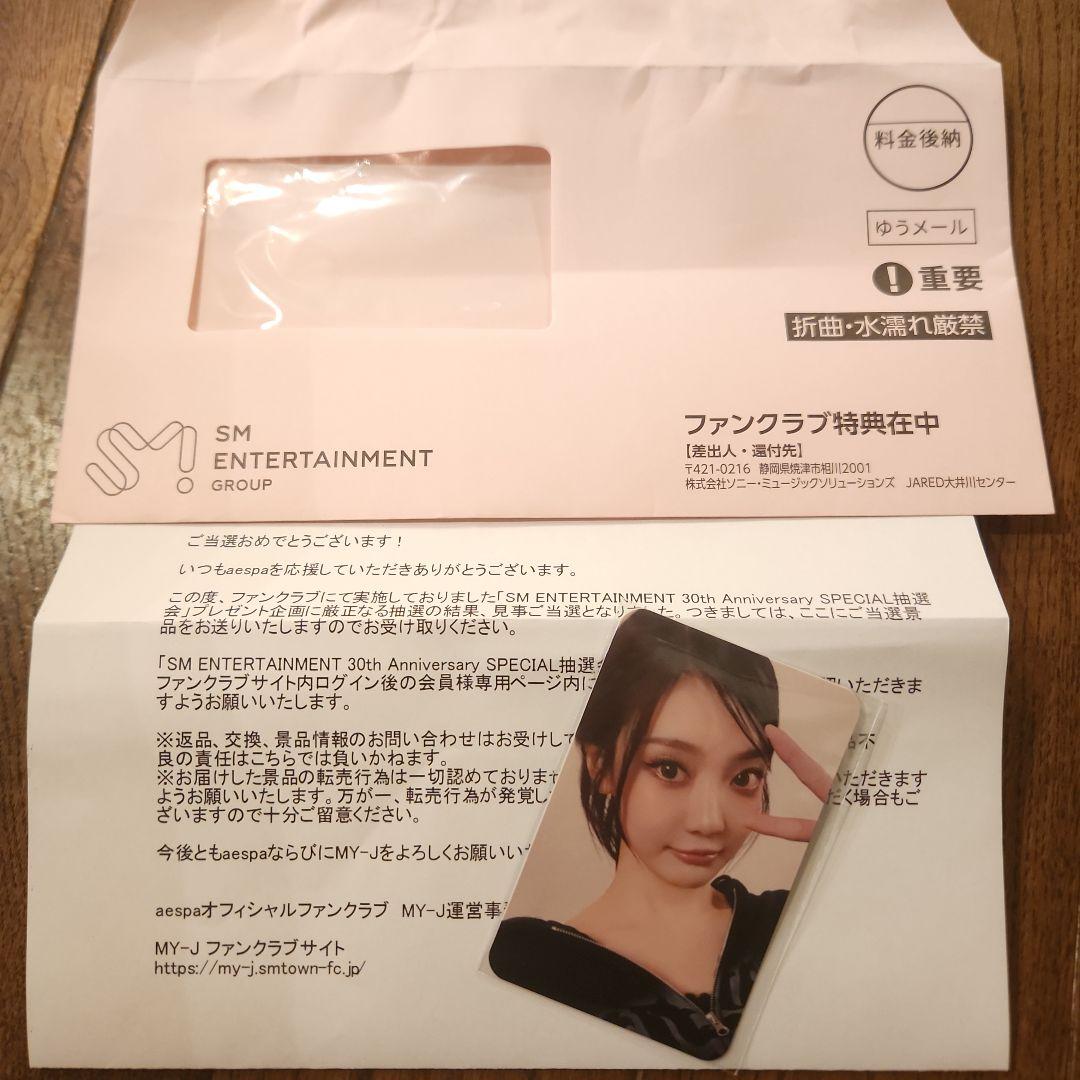 料金後納
ゆうメール
! 重要
折曲・水濡れ厳禁
SM
ENTERTAINMENT
GROUP
ファンクラブ特典在中
【差出人・還付先】
〒421-0216 静岡県焼津市相川2001
株式会社ソニー・ミュージックソリューションズ JARED大井川センター
ご当選おめでとうございます！
いつもaespaを応援していただきありがとうございます。
この度、ファンクラブにて実施しておりました「SM ENTERTAINMENT 30th Anniversary SPECIAL抽選
会」プレゼント企画に厳正なる抽選の結果、見事ご当選となりました。つきましては、ここにご当選景
品をお送りいたしますのでお受け取りください。
「SM ENTERTAINMENT 30th Anniversary SPECIAL抽選
ファンクラブサイト内ログイン後の会員様専用ページ内に いただきま
すようお願いいたします。
※返品、交換、景品情報のお問い合わせはお受けして 不
良の責任はこちらでは負いかねます。
※お届けした景品の転売行為は一切認めておりませ いただきます
ようお願いいたします。万が一、転売行為が発覚し だく場合もご
ざいますので十分ご留意ください。
今後ともaespaならびにMY-Jをよろしくお願いい
aespaオフィシャルファンクラブ MY-J運営事
MY-J ファンクラブサイト
https://my-j.smtown-fc.jp/